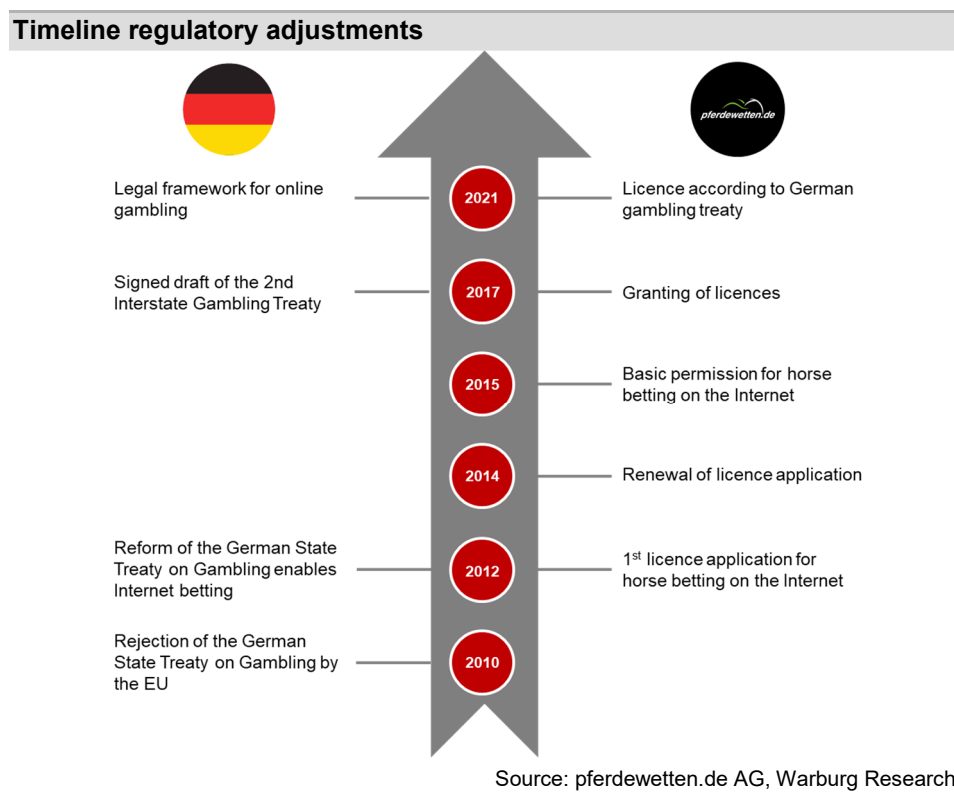 Timeline regulatory adjustments
pferdewetten.de
Legal framework for online
gambling
2021
Licence according to German
gambling treaty
Signed draft of the 2nd
Interstate Gambling Treaty
2017
Granting of licences
2015
Basic permission for horse
betting on the Internet
2014
Renewal of licence application
Reform of the German State
Treaty on Gambling enables
Internet betting
2012
1st licence application for
horse betting on the Internet
Rejection of the German
State Treaty on Gambling by
the EU
2010
Source: pferdewetten.de AG, Warburg Research